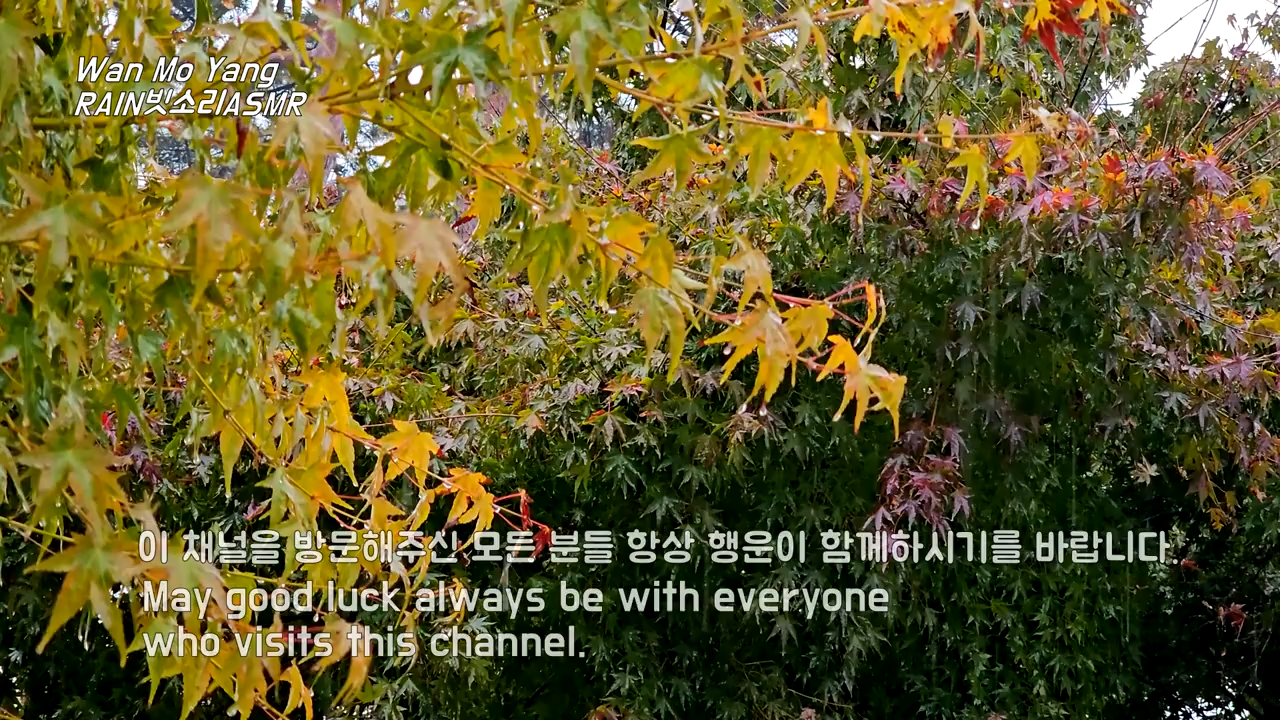 Wan Mo Yang
RAIN빗소리ASMR
이 채널을 방문해주신 모든 분들 항상 행운이 함께하시기를 바랍니다.
May good luck always be with everyone
who visits this channel.